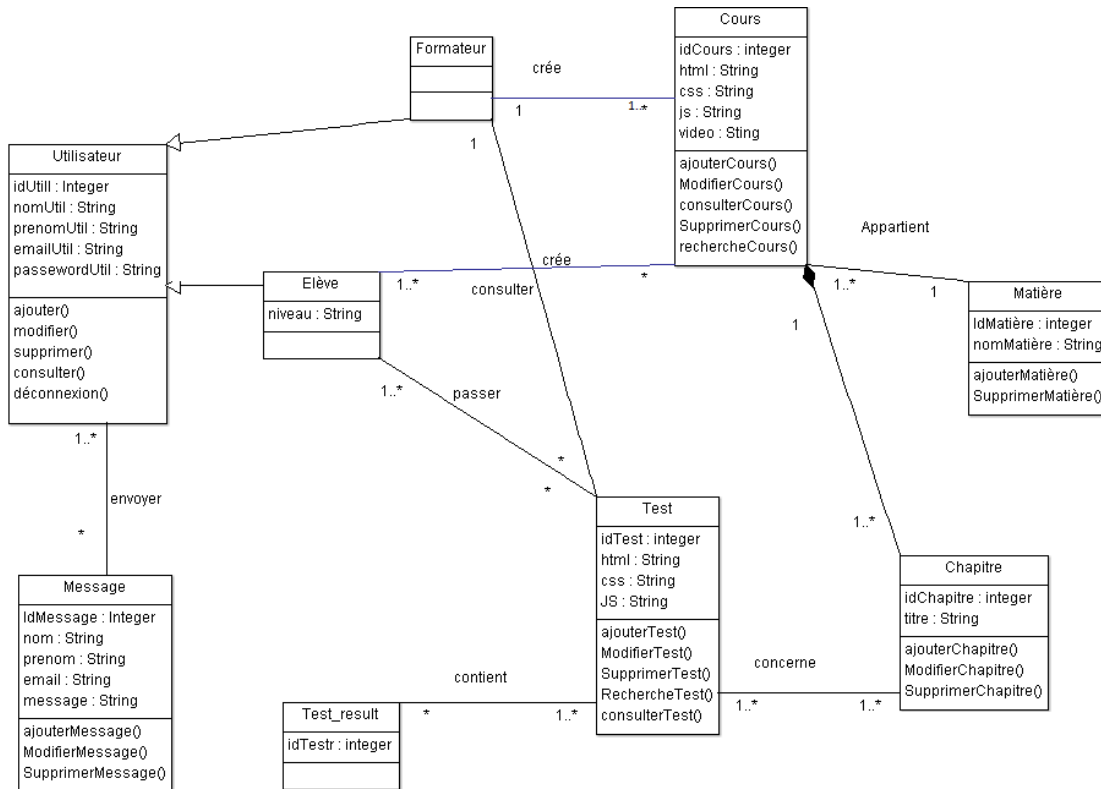 Cours
idCours : integer
html : String
css : String
js : String
video : Sting
ajouterCours()
ModifierCours()
consulterCours()
SupprimerCours()
rechercheCours()
Formateur
crée
1
1..*
1
Utilisateur
idUtill : Integer
nomUtil : String
prenomUtil : String
emailUtil : String
passewordUtil : String
ajouter()
modifier()
supprimer()
consulter()
déconnexion()
Elève
niveau : String
1..*
crée
*
consulter
Appartient
1..*
1
1
Matière
IdMatière : integer
nomMatière : String
ajouterMatière()
SupprimerMatière()
1..*
passer
*
*
1..*
envoyer
*
Message
IdMessage : Integer
nom : String
prenom : String
email : String
message : String
ajouterMessage()
ModifierMessage()
SupprimerMessage()
Test
idTest : integer
html : String
css : String
JS : String
ajouterTest()
ModifierTest()
SupprimerTest()
RechercheTest()
consulterTest()
1..*
Chapitre
idChapitre : integer
titre : String
ajouterChapitre()
ModifierChapitre()
SupprimerChapitre()
concerne
1..*
1..*
contient
*
1..*
Test_result
idTestr : integer